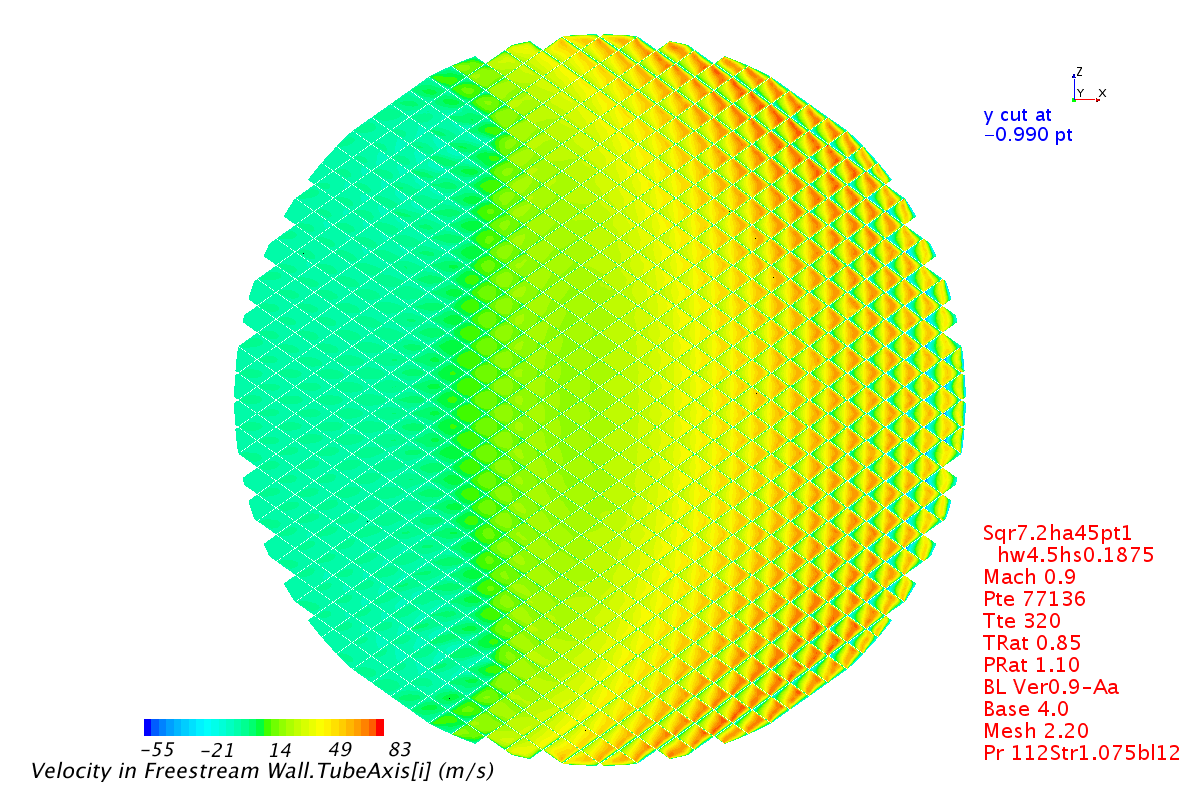 Z
Y X
y cut at
−0.990 pt
Sqr7.2ha45pt1
hw4.5hs0.1875
Mach 0.9
Pte 77136
Tte 320
TRat 0.85
PRat 1.10
BL Ver0.9−Aa
Base 4.0
Mesh 2.20
Pr 112Str1.075bl12
−55 −21 14 49 83
Velocity in Freestream Wall.TubeAxis[i] (m/s)